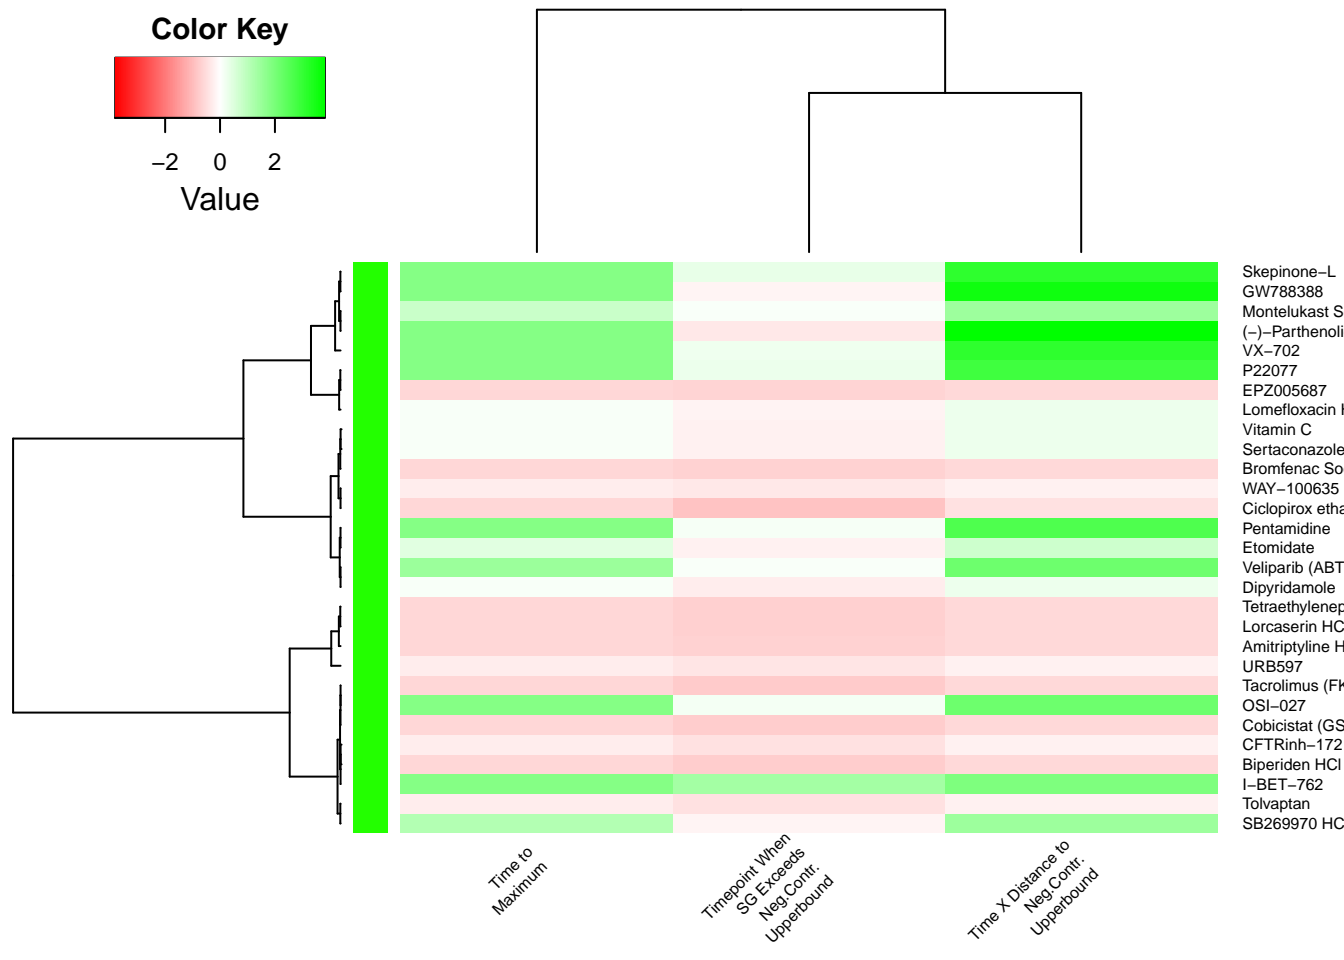 Color Key
−2 0 2
Value
Skepinone−L
GW788388
Montelukast S
(−)−Parthenoli
VX−702
P22077
EPZ005687
Lomefloxacin H
Vitamin C
Sertaconazole
Bromfenac So
WAY−100635
Ciclopirox etha
Pentamidine
Etomidate
Veliparib (ABT
Dipyridamole
Tetraethylenep
Lorcaserin HC
Amitriptyline H
URB597
Tacrolimus (FK
OSI−027
Cobicistat (GS
CFTRinh−172
Biperiden HCl
I−BET−762
Tolvaptan
SB269970 HC
Time to
Maximum
Timepoint When
SG Exceeds
Neg.Contr.
Upperbound
Time X Distance to
Neg.Contr.
Upperbound